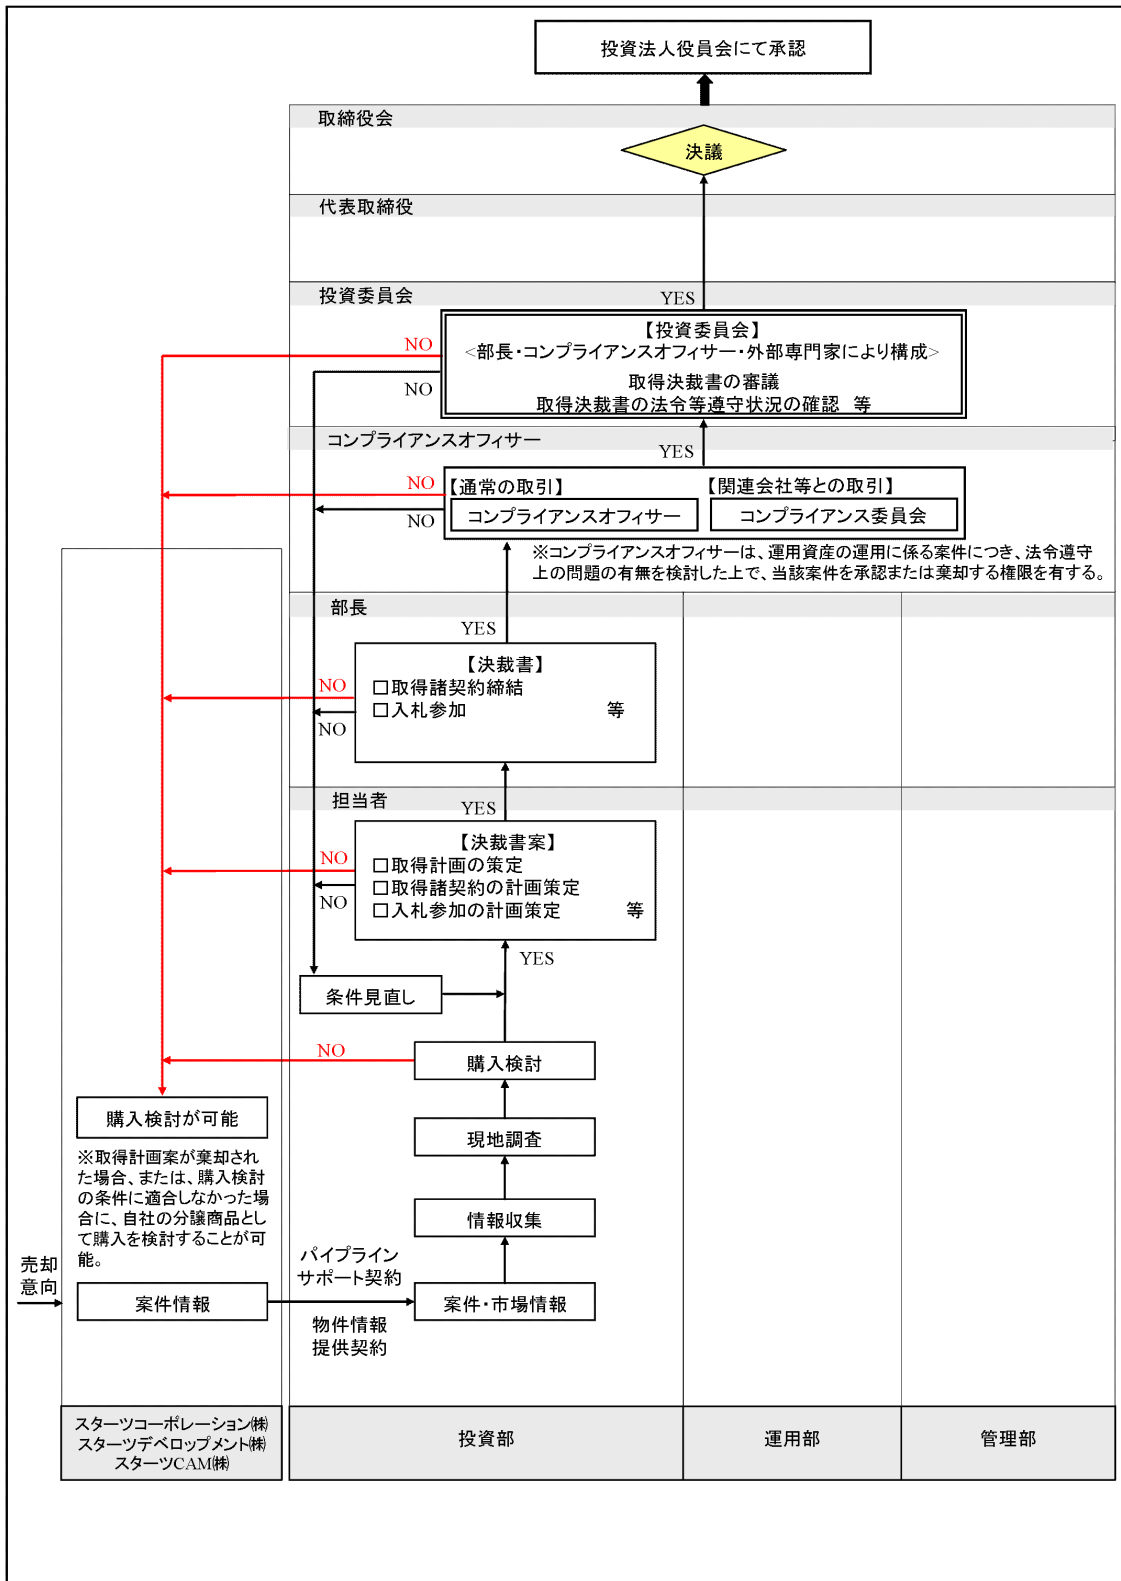 投資法人役員会にて承認
取締役会
決議
代表取締役
投資委員会
YES
【投資委員会】
<部長・コンプライアンスオフィサー・外部専門家により構成>
取得決裁書の審議
取得決裁書の法令等遵守状況の確認 等
NO
NO
コンプライアンスオフィサー
YES
NO
NO
【通常の取引】
コンプライアンスオフィサー
【関連会社等との取引】
コンプライアンス委員会
※コンプライアンスオフィサーは、運用資産の運用に係る案件につき、法令遵守
上の問題の有無を検討した上で、当該案件を承認または棄却する権限を有する。
部長
YES
【決裁書】
□取得諸契約締結
□入札参加 等
NO
NO
担当者
YES
【決裁書案】
□取得計画の策定
□取得諸契約の計画策定
□入札参加の計画策定 等
NO
NO
YES
条件見直し
NO
購入検討
購入検討が可能
※取得計画案が棄却され
た場合、または、購入検討
の条件に適合しなかった場
合に、自社の分譲商品とし
て購入を検討することが可
能。
現地調査
情報収集
売却
意向
案件情報
パイプライン
サポート契約
物件情報
提供契約
案件・市場情報
スターツコーポレーション㈱
スターツデベロップメント㈱
スターツCAM㈱
投資部
運用部
管理部